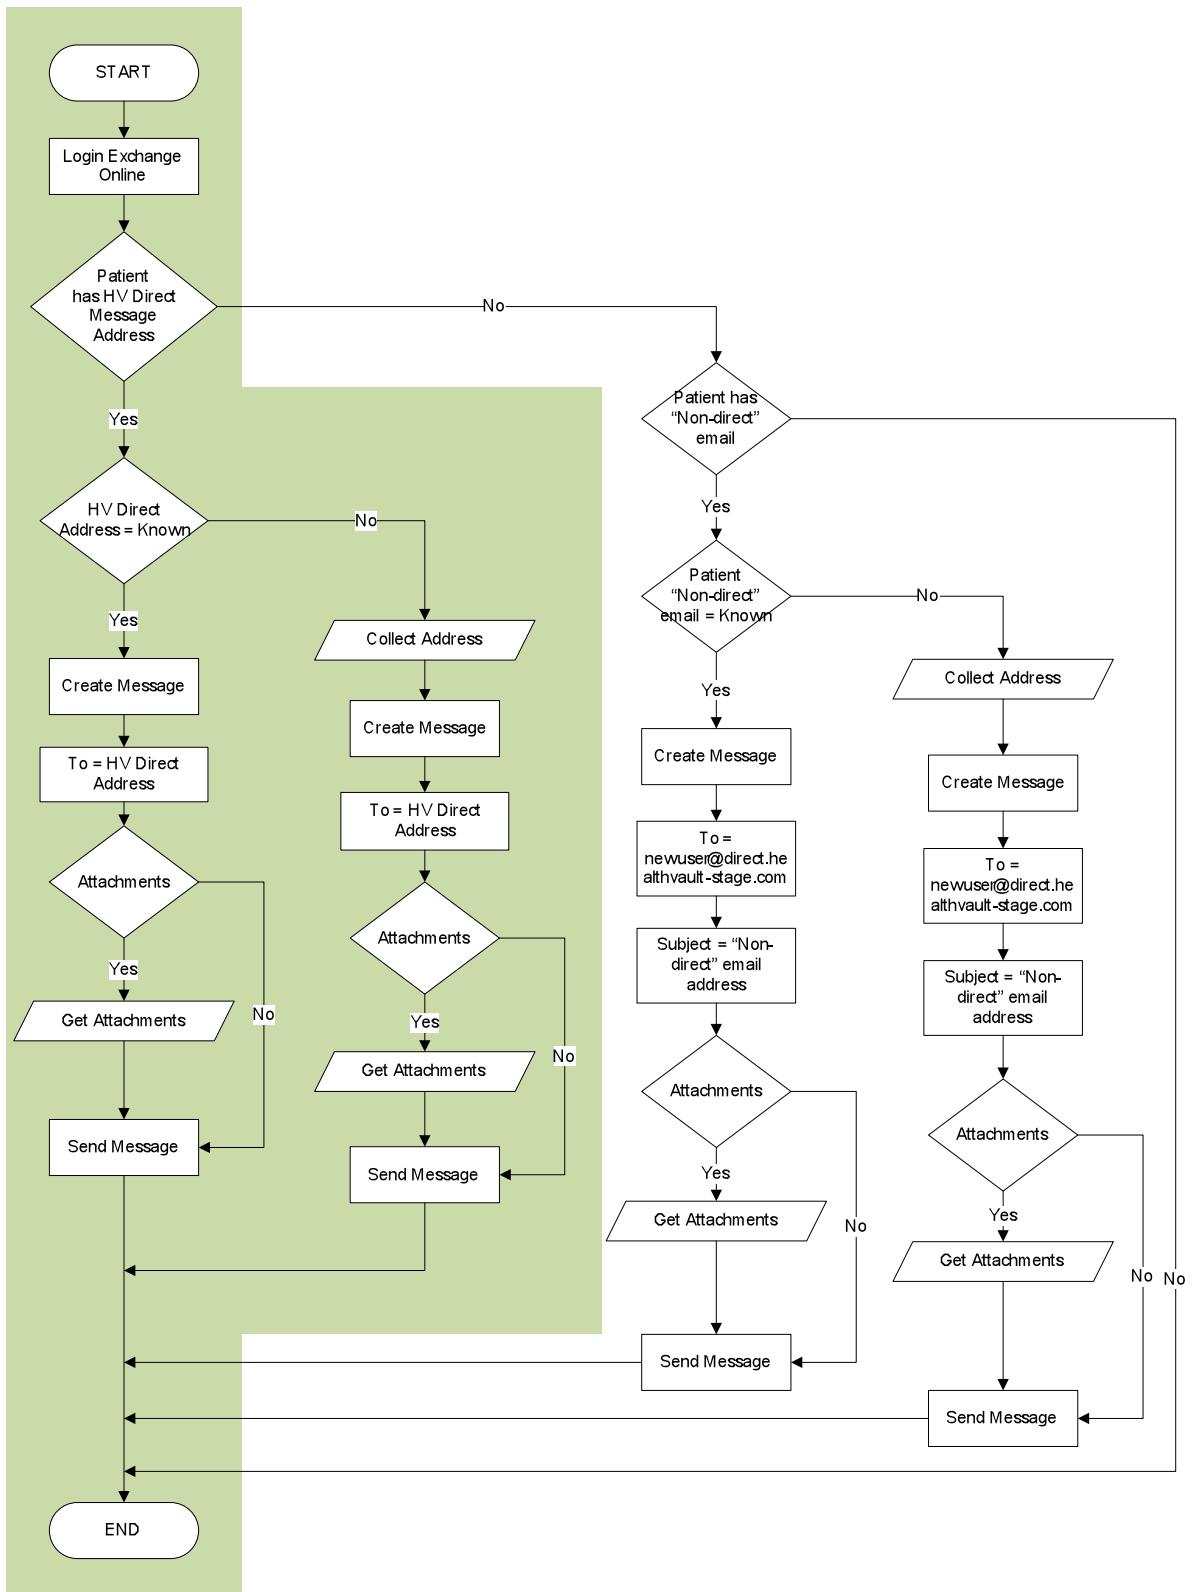 START
Login Exchange
Online
Patient
has HV Direct
Message
Address
No
Yes
HV Direct
Address = Known
No
Yes
Create Message
To = HV Direct
Address
Attachments
Yes
No
Get Attachments
Send Message
Collect Address
Create Message
To = HV Direct
Address
Attachments
Yes
No
Get Attachments
Send Message
Patient has
“Non-direct”
email
Yes
No
Patient
“Non-direct”
email = Known
No
Yes
Create Message
To =
newuser@direct.he
althvault-stage.com
Subject = “Non-
direct” email
address
Attachments
Yes
No
Get Attachments
Send Message
Collect Address
Create Message
To =
newuser@direct.he
althvault-stage.com
Subject = “Non-
direct” email
address
Attachments
Yes
No
Get Attachments
Send Message
END